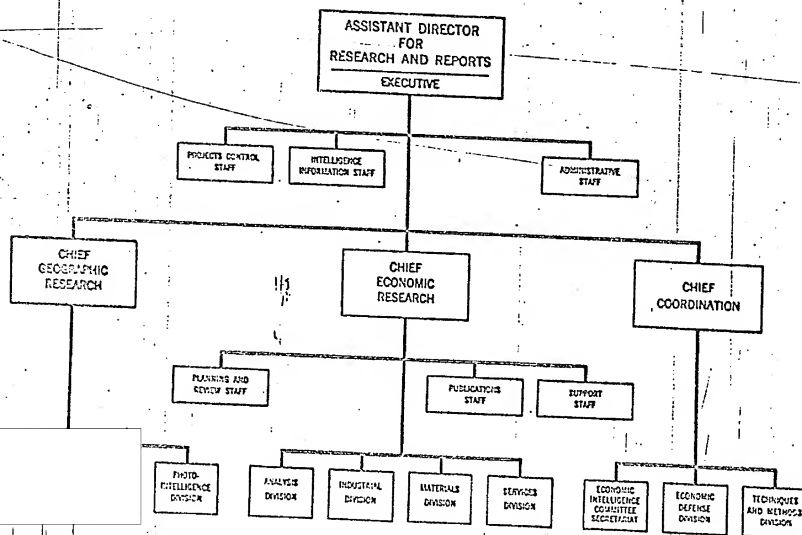 ASSISTANT DIRECTOR
FOR
RESEARCH AND REPORTS
EXECUTIVE
PROJECTS CONTROL
STAFF
INTELLIGENCE
INFORMATION STAFF
ADMINISTRATIVE
STAFF
CHIEF
GEOGRAPHIC
RESEARCH
CHIEF
ECONOMIC
RESEARCH
CHIEF
COORDINATION
PLANNING AND
REVIEW STAFF
PUBLICATIONS
STAFF
SUPPORT
STAFF
PHOTO-
INTELLIGENCE
DIVISION
ANALYSIS
DIVISION
INDUSTRIAL
DIVISION
MATERIALS
DIVISION
SERVICES
DIVISION
ECONOMIC
INTELLIGENCE
COMMITTEE
SECRETARIAT
ECONOMIC
DEFENSE
DIVISION
TECHNIQUES
AND METHODS
DIVISION